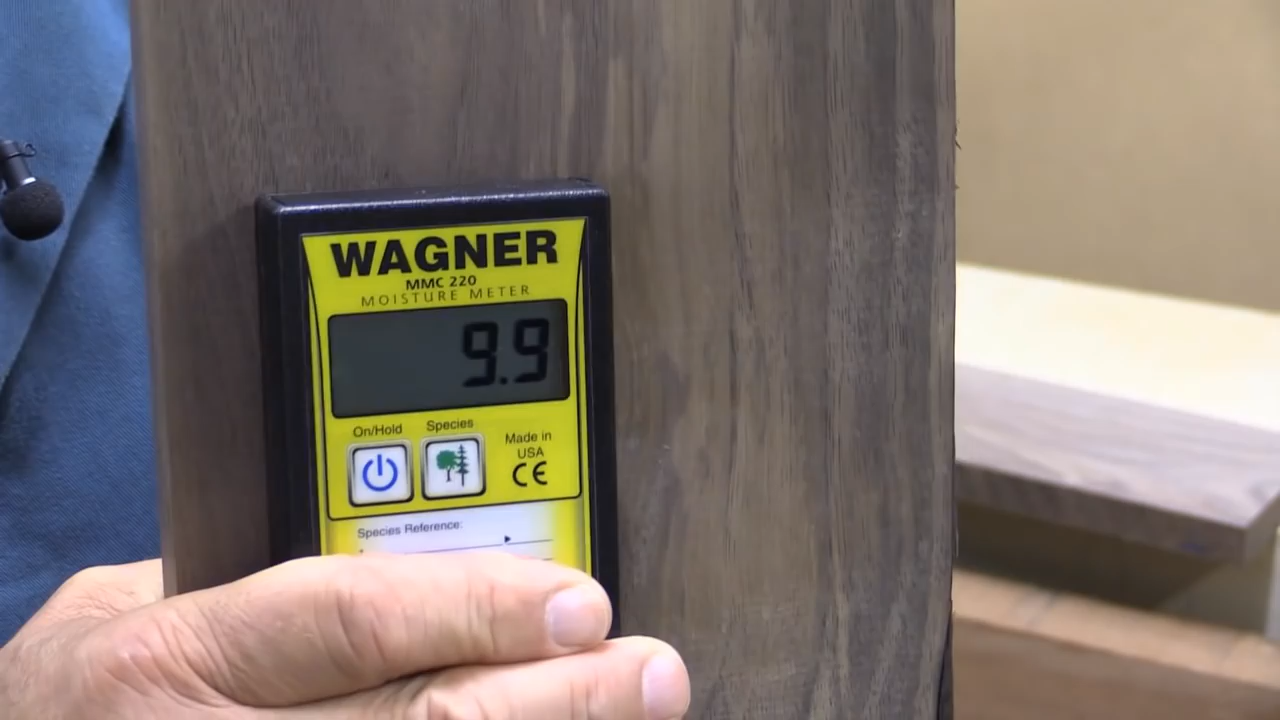 WAGNER
MMC 220
MOISTURE METER
9.9
On/Hold Species
Made in
USA
CE
Species Reference: